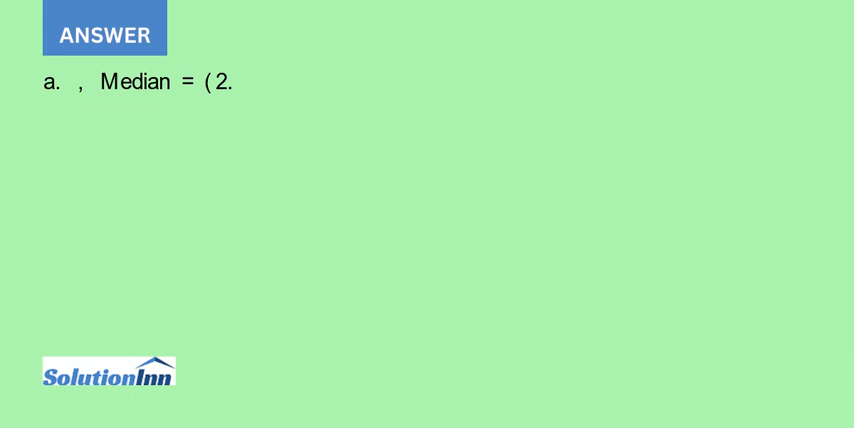 ANSWER
a. , Median = (2.
SolutionInn